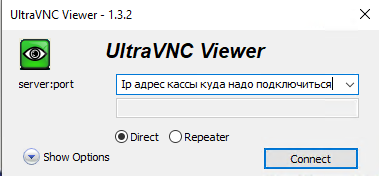 UltraVNC Viewer - 1.3.2
UltraVNC Viewer
server:port
Ip адрес кассы куда надо подключиться
Direct Repeater
Show Options
Connect